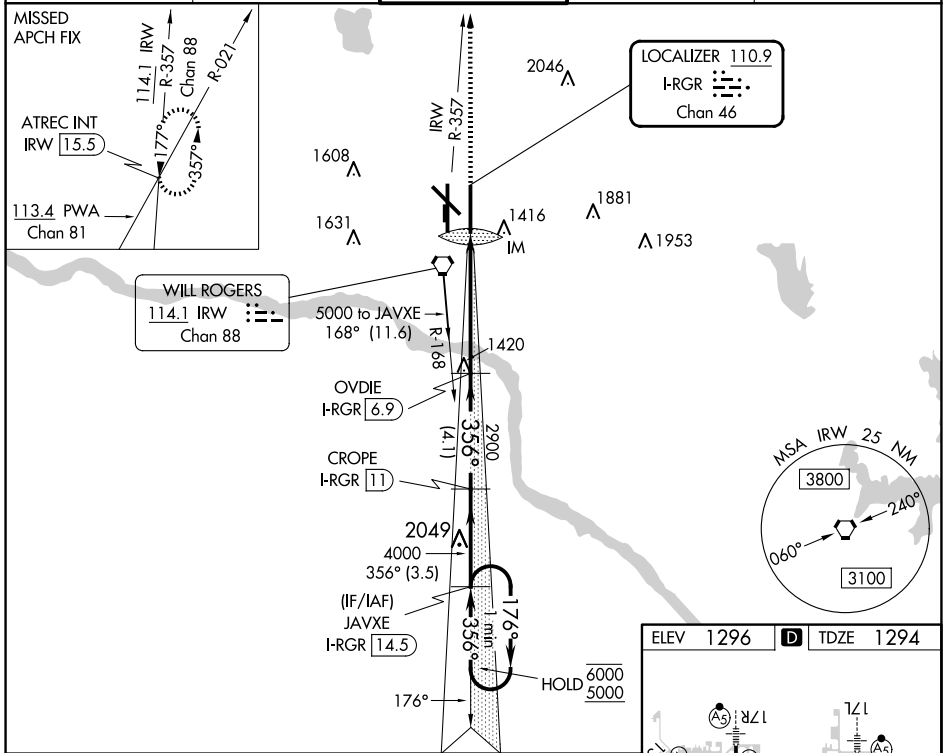 MISSED
APCH FIX
114.1 IRW
R-357
Chan 88
R-021
ATREC INT
IRW 15.5
177°
357°
113.4 PWA
Chan 81
IRW
R-357
2046
LOCALIZER 110.9
I-RGR
Chan 46
1608
1631
1416
IM
1881
1953
WILL ROGERS
114.1 IRW
Chan 88
5000 to JAVXE
168° (11.6)
R-168
1420
OVDIE
I-RGR 6.9
2900
356°
(4.1)
CROPE
I-RGR 11
2049
4000
356° (3.5)
(IF/IAF)
JAVXE
I-RGR 14.5
356°
1 min
176°
HOLD 6000
5000
176°
MSA IRW 25 NM
3800
240°
060°
3100
ELEV 1296 D TDZE 1294
A5
17R
17L
A5